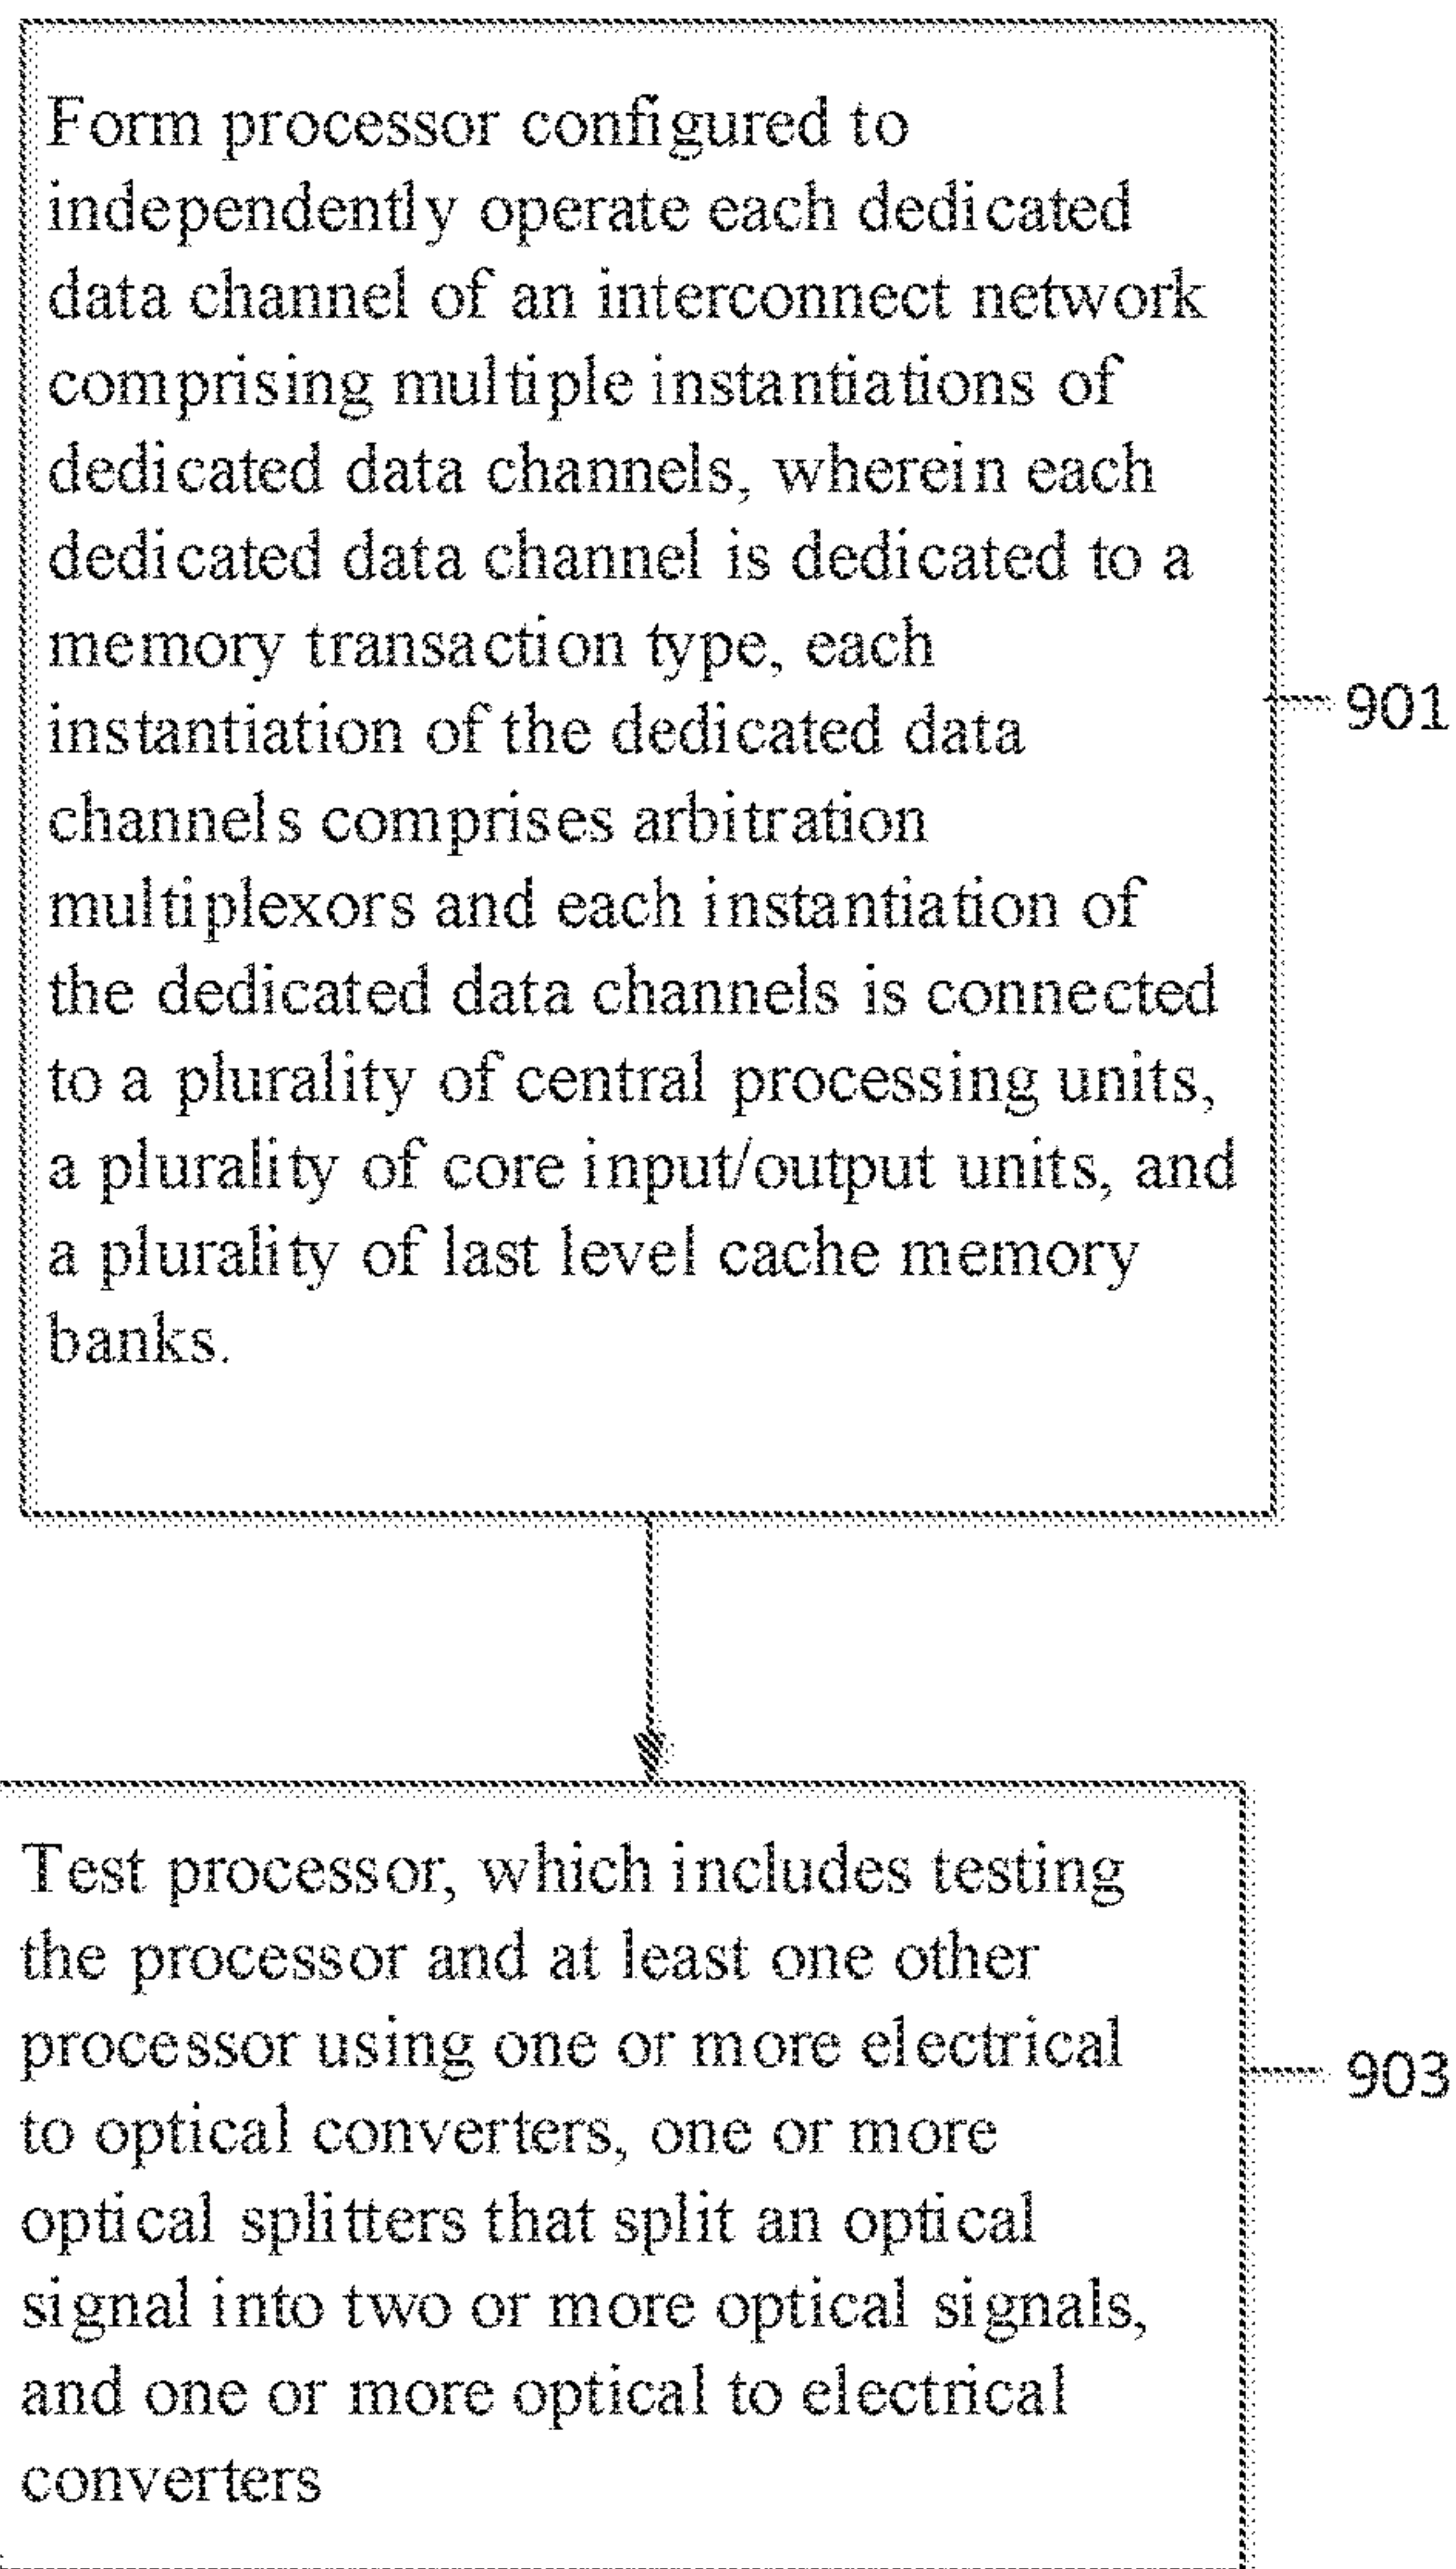 Form processor configured to
independently operate each dedicated
data channel of an interconnect network
comprising multiple instantiations of
dedicated data channels, wherein each
dedicated data channel is dedicated to a
memory transaction type, each
instantiation of the dedicated data
channels comprises arbitration
multiplexors and each instantiation of
the dedicated data channels is connected
to a plurality of central processing units,
a plurality of core input/output units, and
a plurality of last level cache memory
banks.
901
Test processor, which includes testing
the processor and at least one other
processor using one or more electrical
to optical converters, one or more
optical splitters that split an optical
signal into two or more optical signals,
and one or more optical to electrical
converters
903